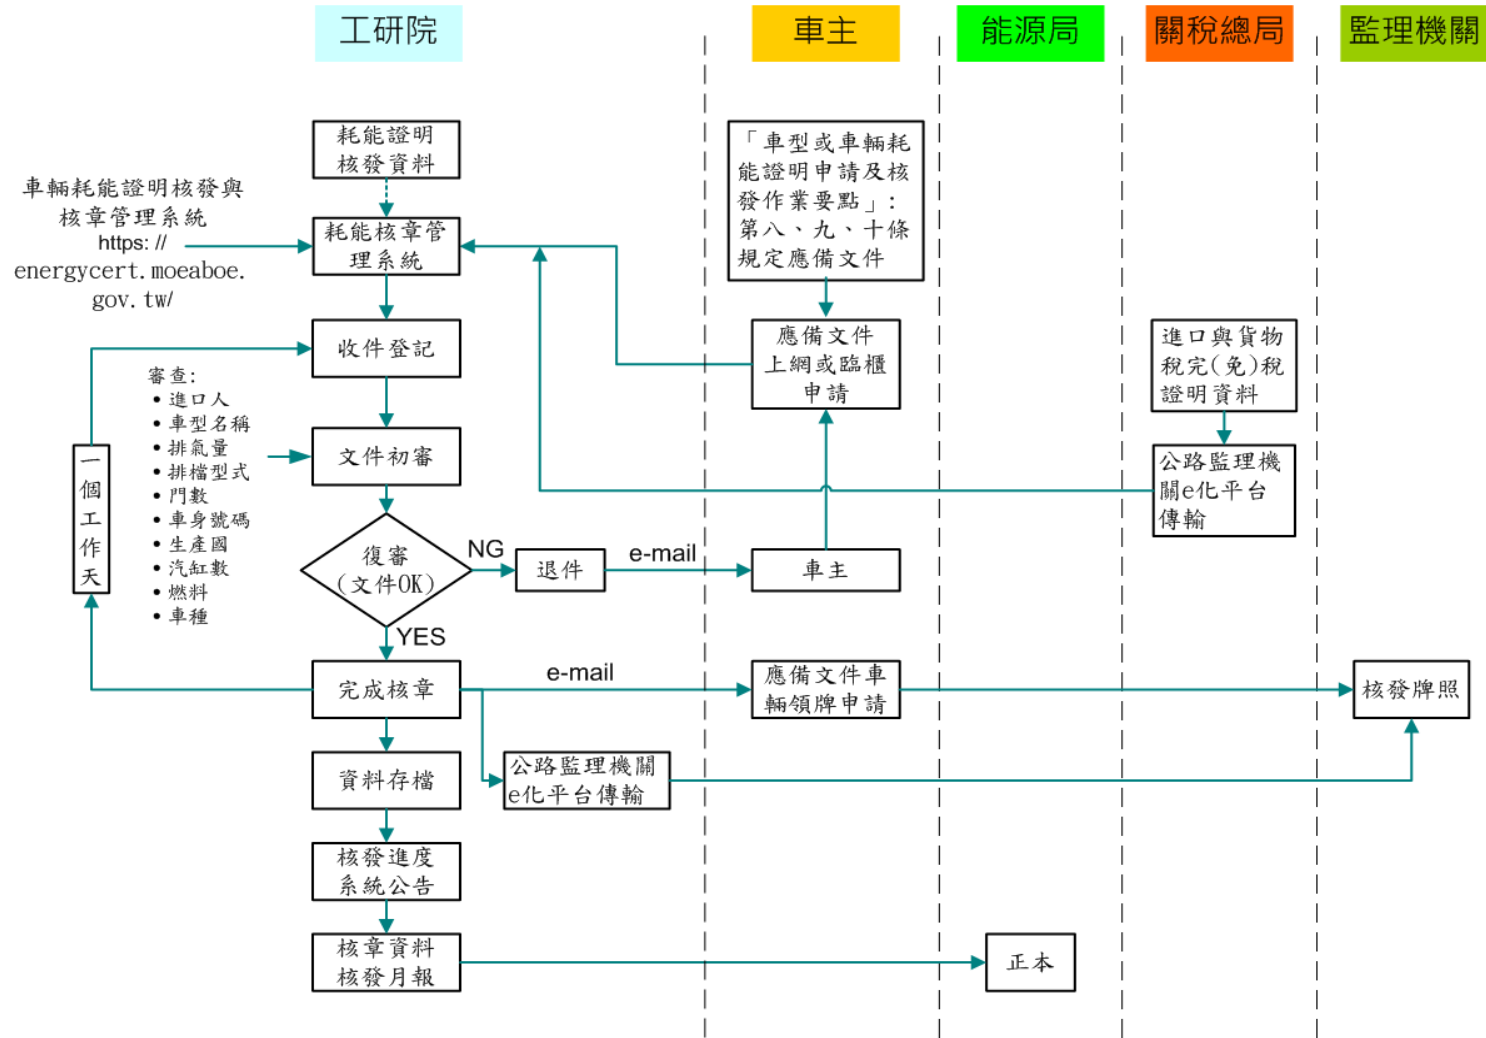 工研院
車主
能源局
關稅總局
監理機關
耗能證明
核發資料
車輛耗能證明核發與
核章管理系統
https: //
energycert.moeaboe.
gov.tw/
耗能核章管
理系統
「車型或車輛耗
能證明申請及核
發作業要點」:
第八、九、十條
規定應備文件
收件登記
應備文件
上網或臨櫃
申請
進口與貨物
稅完(免)稅
證明資料
審查:
• 進口人
• 車型名稱
• 排氣量
• 排檔型式
• 門數
• 車身號碼
• 生產國
• 汽缸數
• 燃料
• 車種
一個工作天
文件初審
公路監理機
關e化平台
傳輸
復審
(文件OK)
NG
退件
e-mail
車主
YES
完成核章
e-mail
應備文件車
輛領牌申請
核發牌照
資料存檔
公路監理機關
e化平台傳輸
核發進度
系統公告
核章資料
核發月報
正本